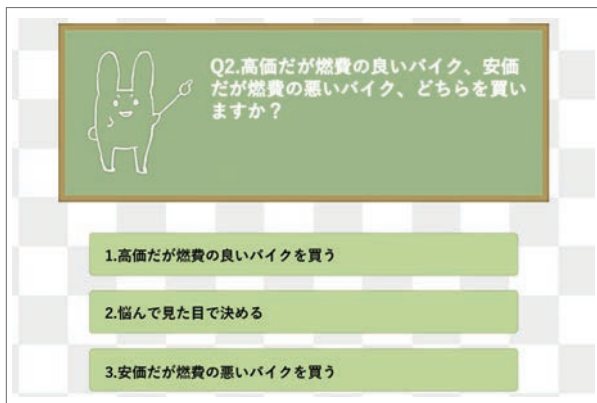 Q2.高価だが燃費の良いバイク、安価
だが燃費の悪いバイク、どちらを買い
ますか？
1.高価だが燃費の良いバイクを買う
2.悩んで見た目で決める
3.安価だが燃費の悪いバイクを買う